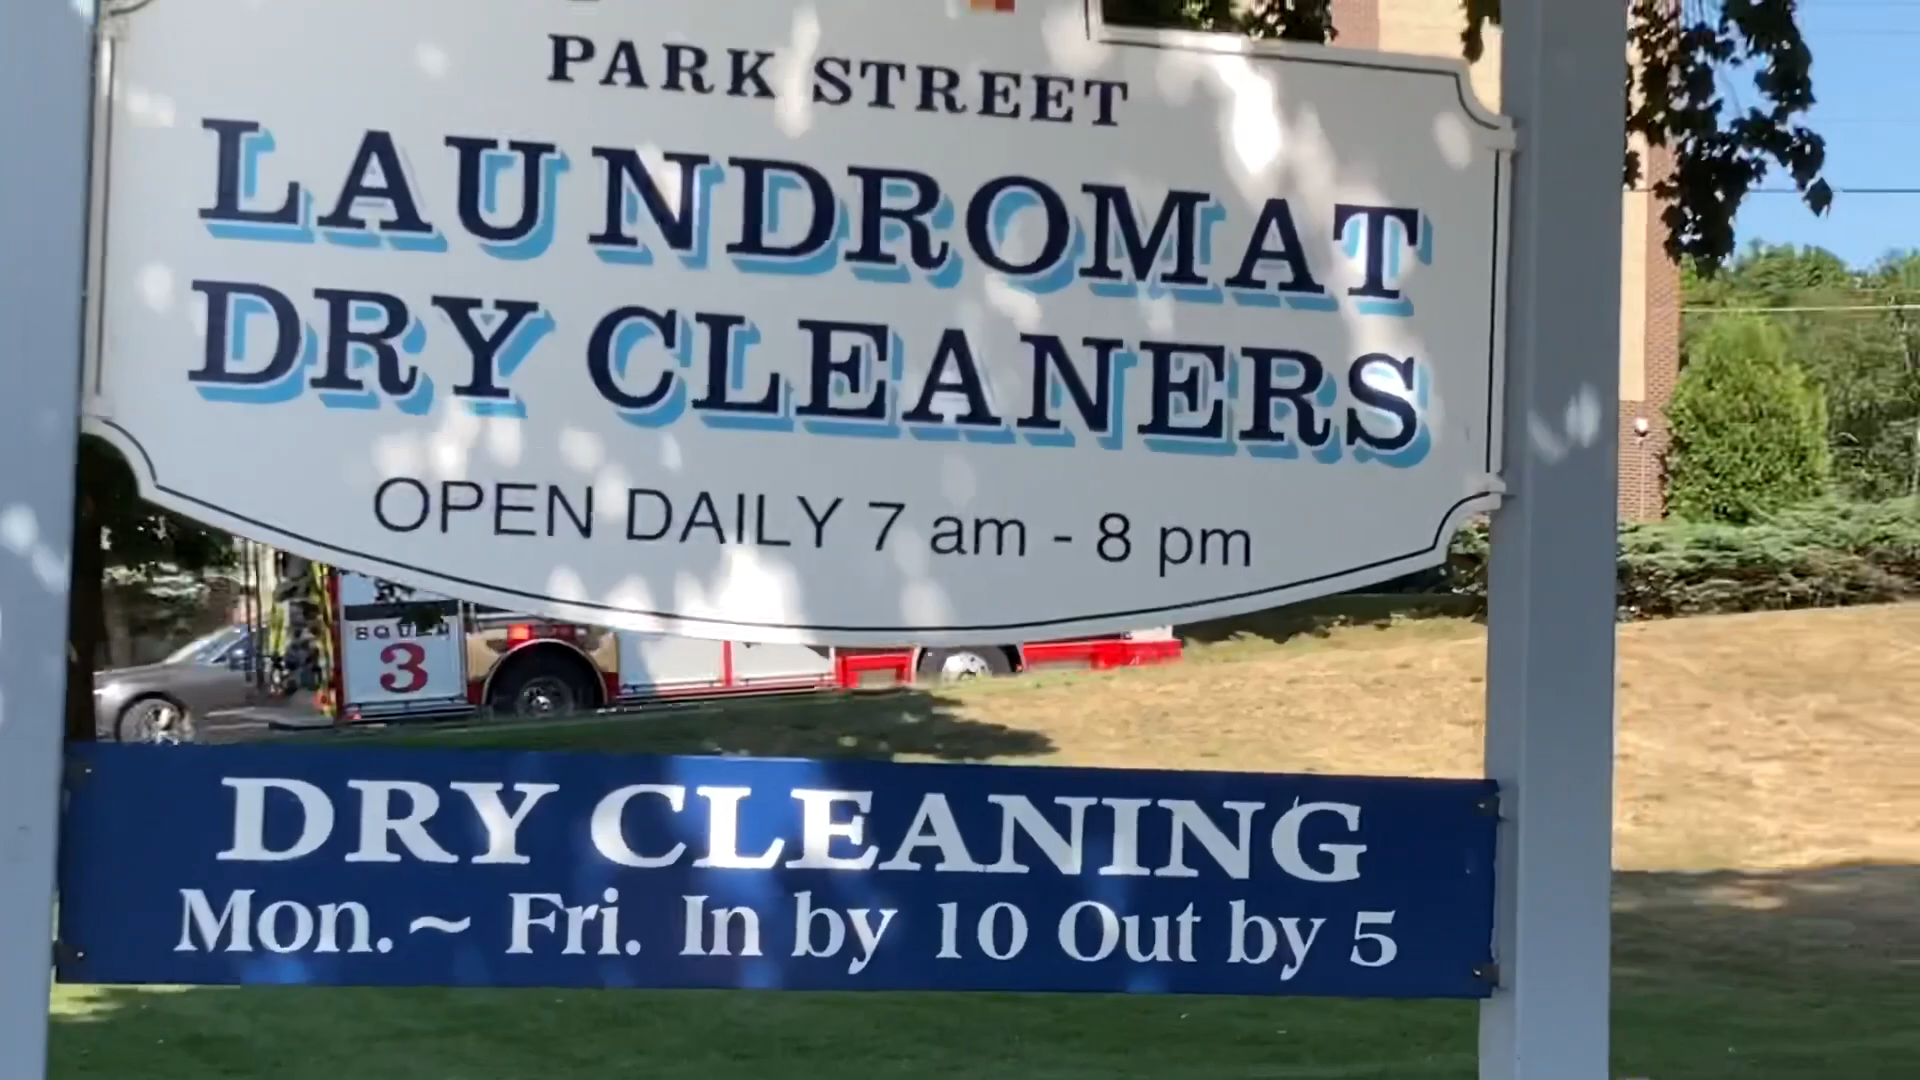 PARK STREET
LAUNDROMAT
DRY CLEANERS
OPEN DAILY 7 am - 8 pm
3
DRY CLEANING
Mon. ~ Fri. In by 10 Out by 5